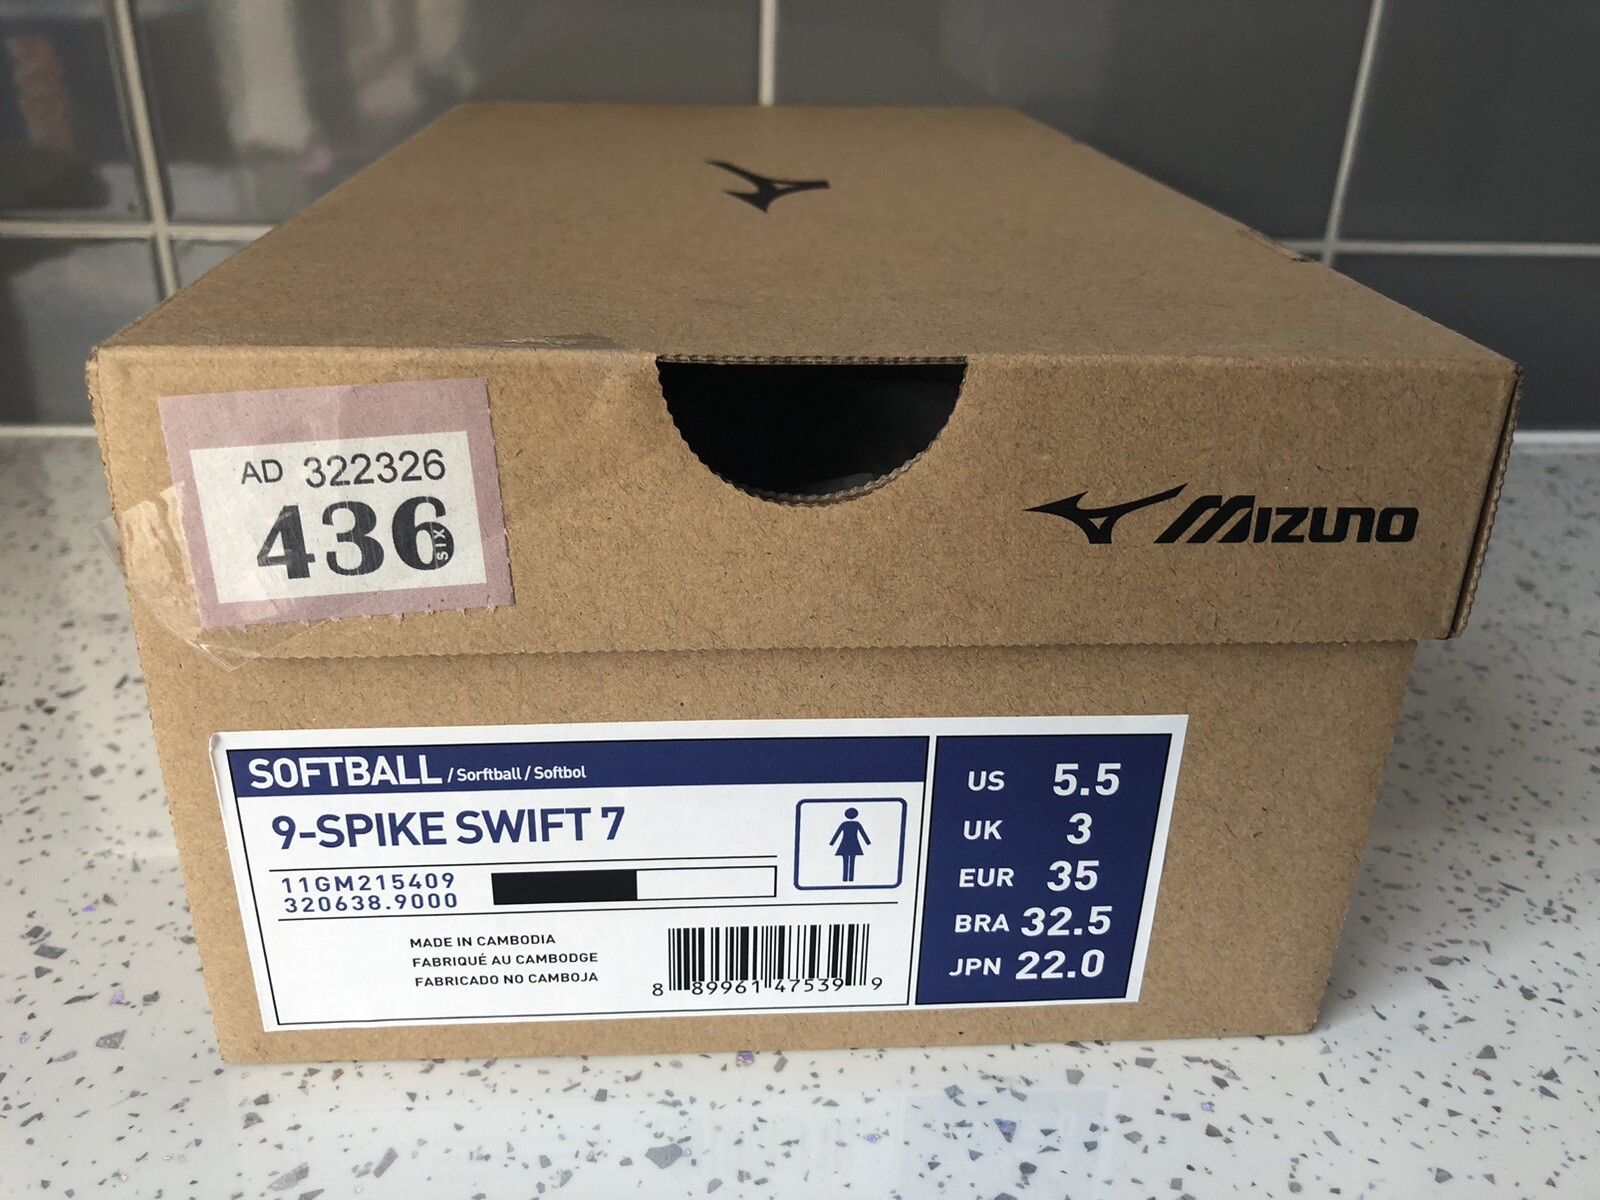 AD 322326
436
SIX
MIZUNO
SOFTBALL / Sorftball / Softbol
9-SPIKE SWIFT 7
11GM215409
320638.9000
MADE IN CAMBODIA
FABRIQUÉ AU CAMBODGE
FABRICADO NO CAMBOJA
8 89961 47539 9
US 5.5
UK 3
EUR 35
BRA 32.5
JPN 22.0